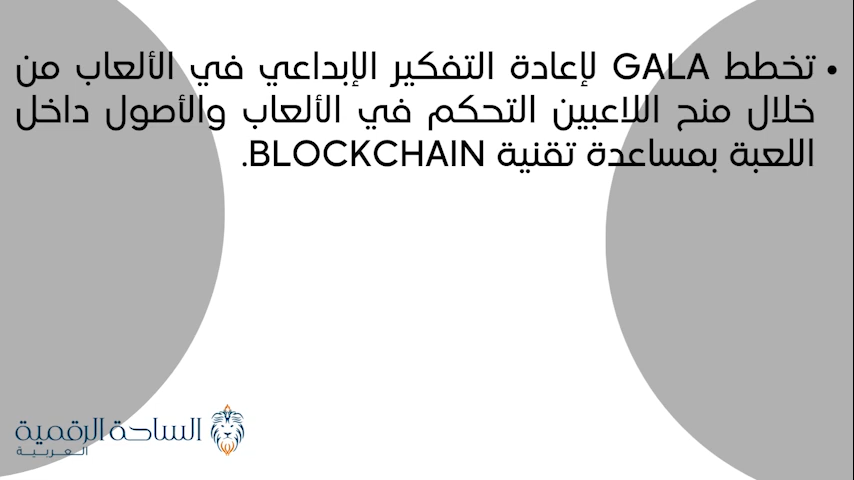 • تخطط GALA لإعادة التفكير الإبداعي في الألعاب من
خلال منح اللاعبين التحكم في الألعاب والأصول داخل
اللعبة بمساعدة تقنية BLOCKCHAIN.
الساحة الرقمية
العربية